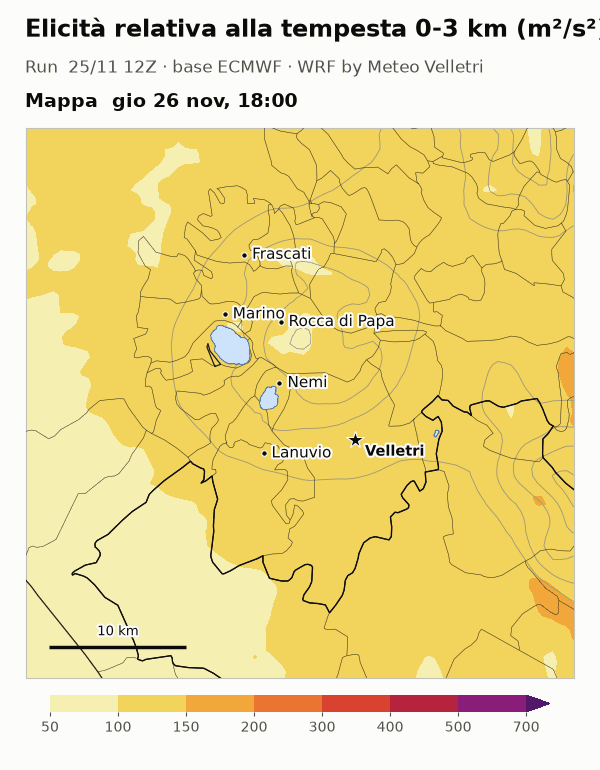 Elicità relativa alla tempesta 0-3 km (m²/s²)
Run  25/11 12Z · base ECMWF · WRF by Meteo Velletri
Mappa  gio 26 nov, 18:00
Frascati
Marino
Rocca di Papa
Nemi
Velletri
Lanuvio
10 km
50 100 150 200 300 400 500 700